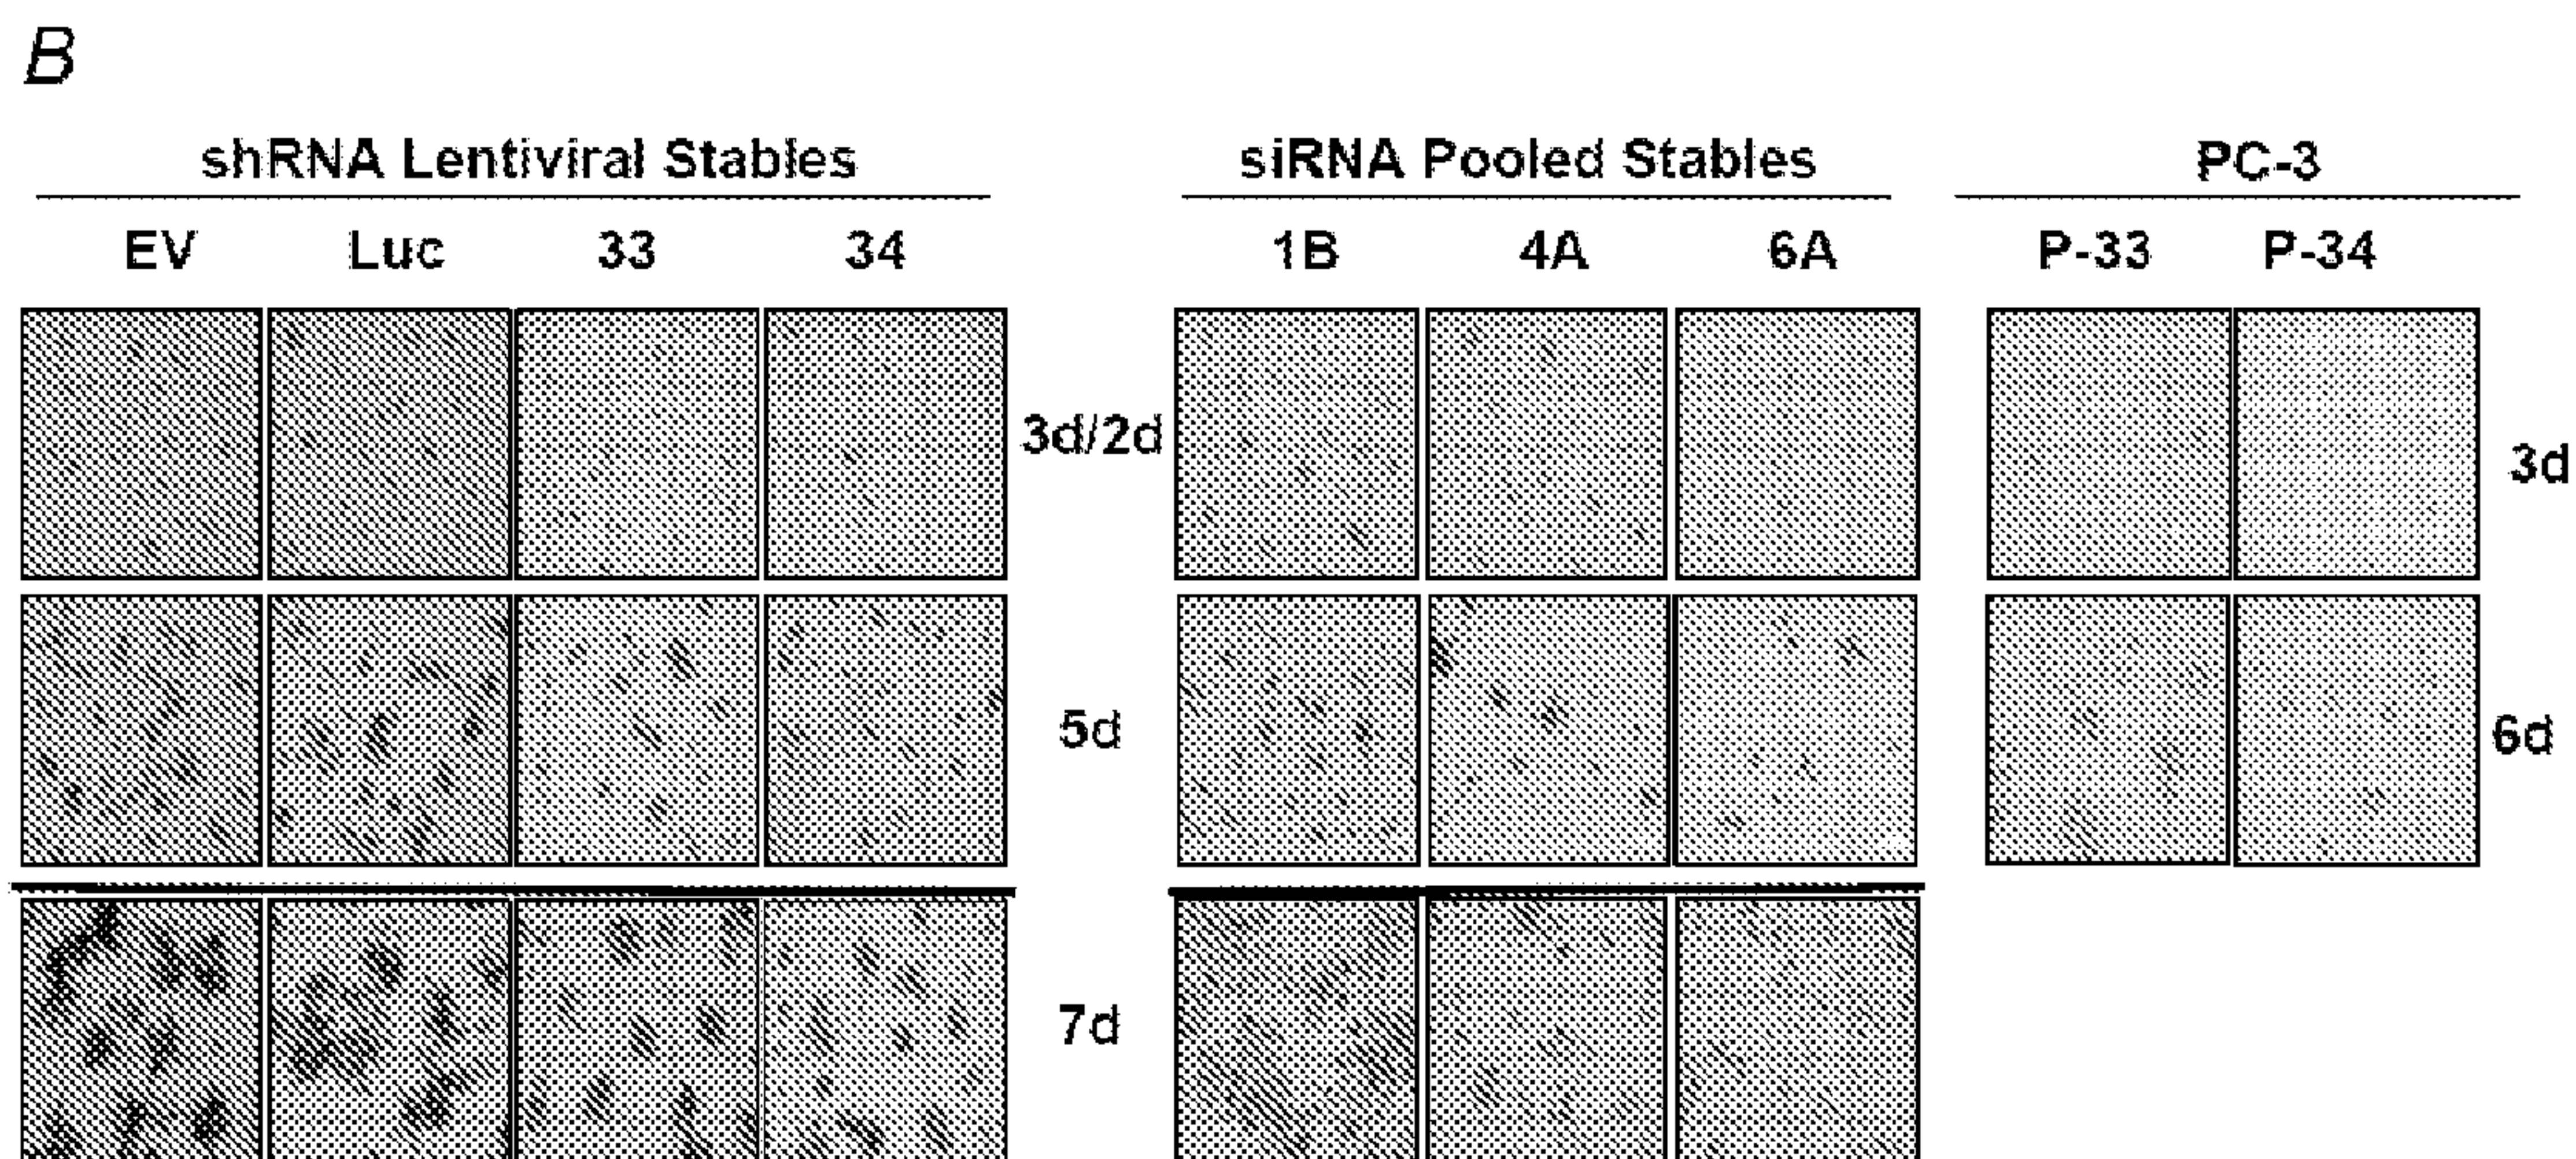 B
shRNA Lentiviral Stables siRNA Pooled Stables PC-3
EV Luc 33 34 1B 4A 6A P-33 P-34
3d/2d 3d
5d 6d
7d